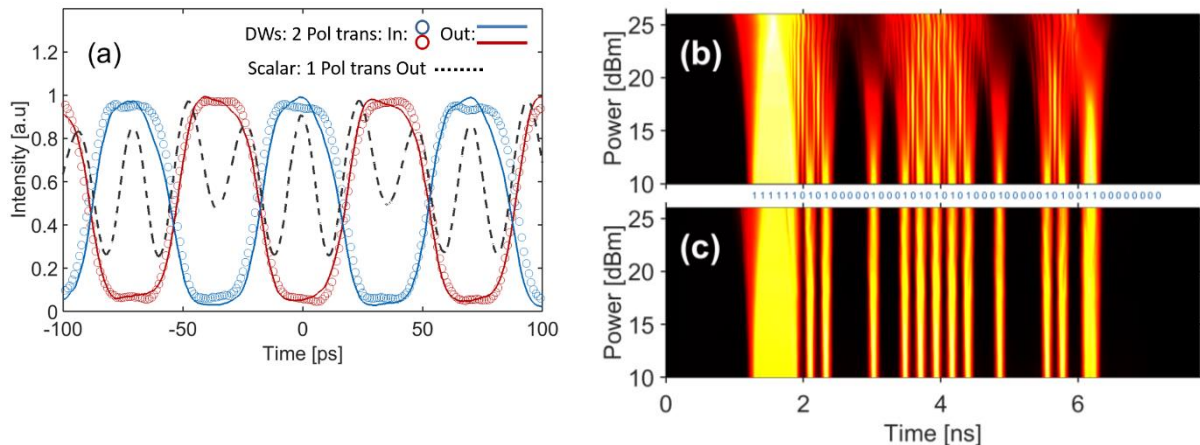 (a)
DWs: 2 Pol trans: In: Out:
Scalar: 1 Pol trans Out
1.2
1
0.8
0.6
0.4
0.2
0
Intensity [a.u]
-100
-50
0
50
100
Time [ps]
(b)
25
20
15
10
Power [dBm]
1111110101000001000101010101000100000101001100000000
(c)
25
20
15
10
Power [dBm]
0
2
4
6
Time [ns]